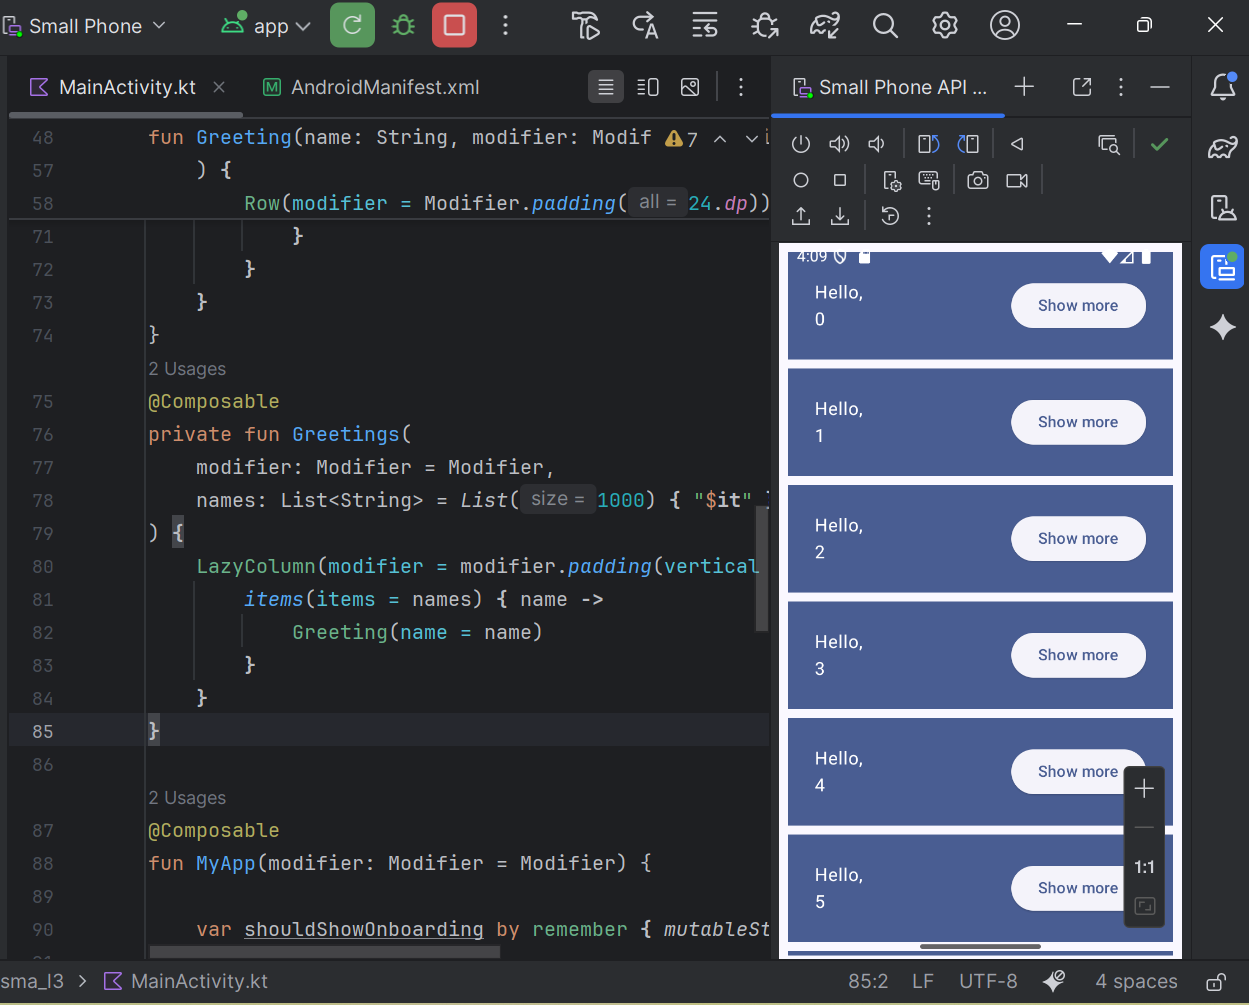 Small Phone
app
MainActivity.kt
AndroidManifest.xml
48 fun Greeting(name: String, modifier: Modif 7
57 ) {
58 Row(modifier = Modifier.padding( all = 24.dp))
71 }
72 }
73 }
74 }
2 Usages
75 @Composable
76 private fun Greetings(
77 modifier: Modifier = Modifier,
78 names: List<String> = List( size = 1000) { "$it" }
79 ) {
80 LazyColumn(modifier = modifier.padding(vertical
81 items(items = names) { name ->
82 Greeting(name = name)
83 }
84 }
85 }
86
2 Usages
87 @Composable
88 fun MyApp(modifier: Modifier = Modifier) {
89
90 var shouldShowOnboarding by remember { mutableSt
Small Phone API ...
4:09
Hello,
0
Show more
Hello,
1
Show more
Hello,
2
Show more
Hello,
3
Show more
Hello,
4
Show more
Hello,
5
Show more
1:1
sma_l3 > MainActivity.kt
85:2 LF UTF-8 4 spaces